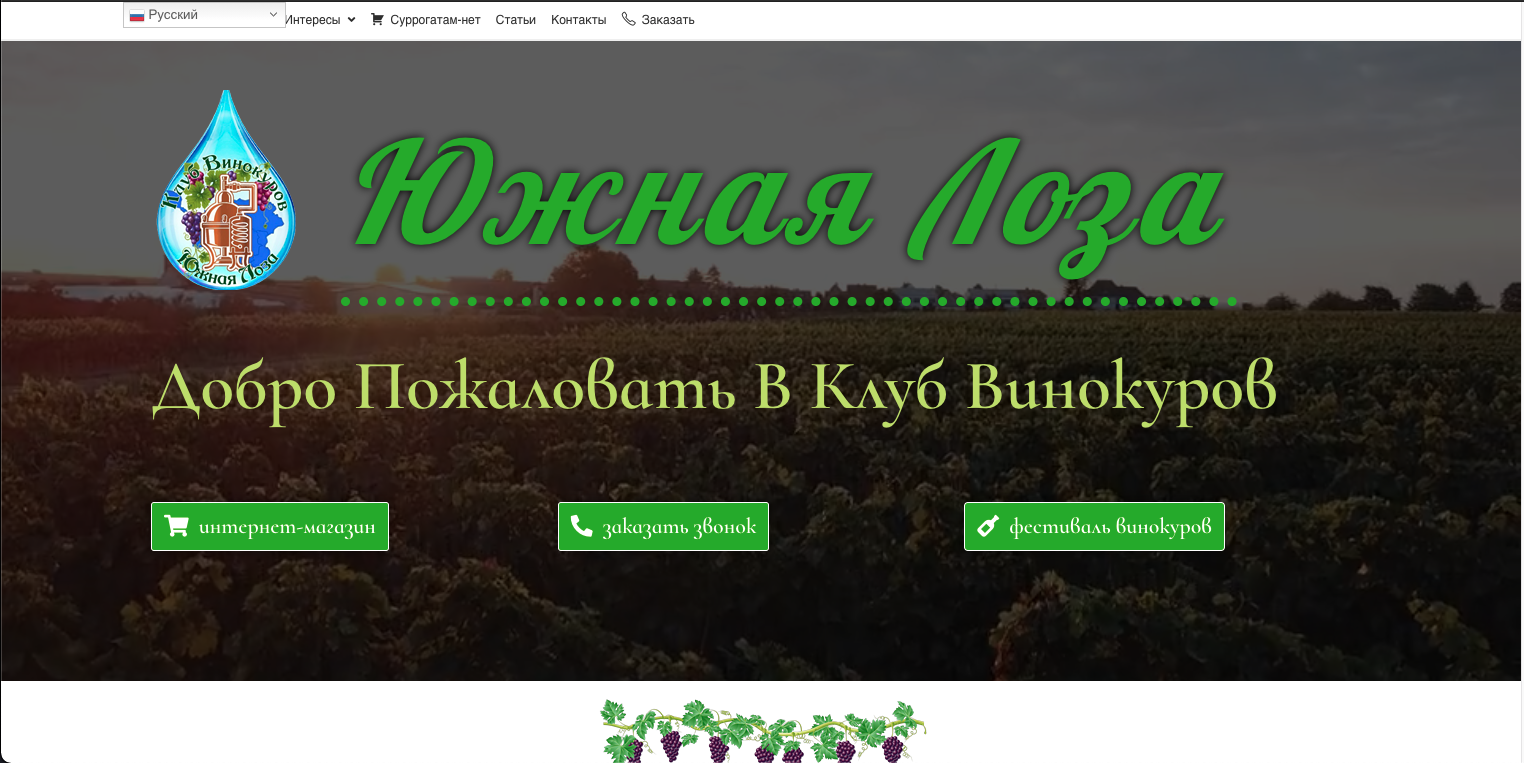 Русский
Интересы
Суррогатам-нет
Статьи
Контакты
Заказать
Клуб Винокуров
Южная Лоза
Южная Лоза
Добро Пожаловать В Клуб Винокуров
интернет-магазин
заказать звонок
фестиваль винокуров